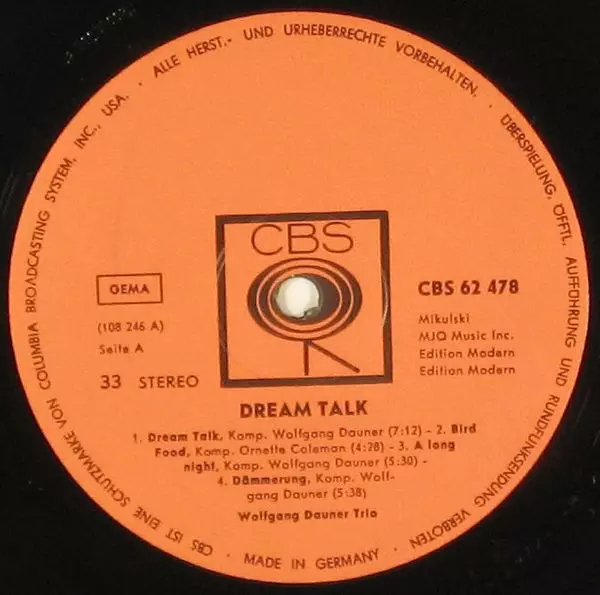 CBS IST EINE SCHUTZMARKE VON COLUMBIA BROADCASTING SYSTEM, INC., USA. · ALLE HERST.- UND URHEBERRECHTE VORBEHALTEN. · ÜBERSPIELUNG, ÖFFTL. AUFFÜHRUNG UND RUNDFUNKSENDUNG VERBOTEN · MADE IN GERMANY ·
CBS
GEMA
(108 246 A)
Seite A
33 STEREO
CBS 62 478
Mikulski
MJQ Music Inc.
Edition Modern
Edition Modern
DREAM TALK
1. Dream Talk, Komp. Wolfgang Dauner (7:12) - 2. Bird
Food, Komp. Ornette Coleman (4:28) - 3. A long
night, Komp. Wolfgang Dauner (5:30) -
4. Dämmerung, Komp. Wolf-
gang Dauner (5:38)
Wolfgang Dauner Trio